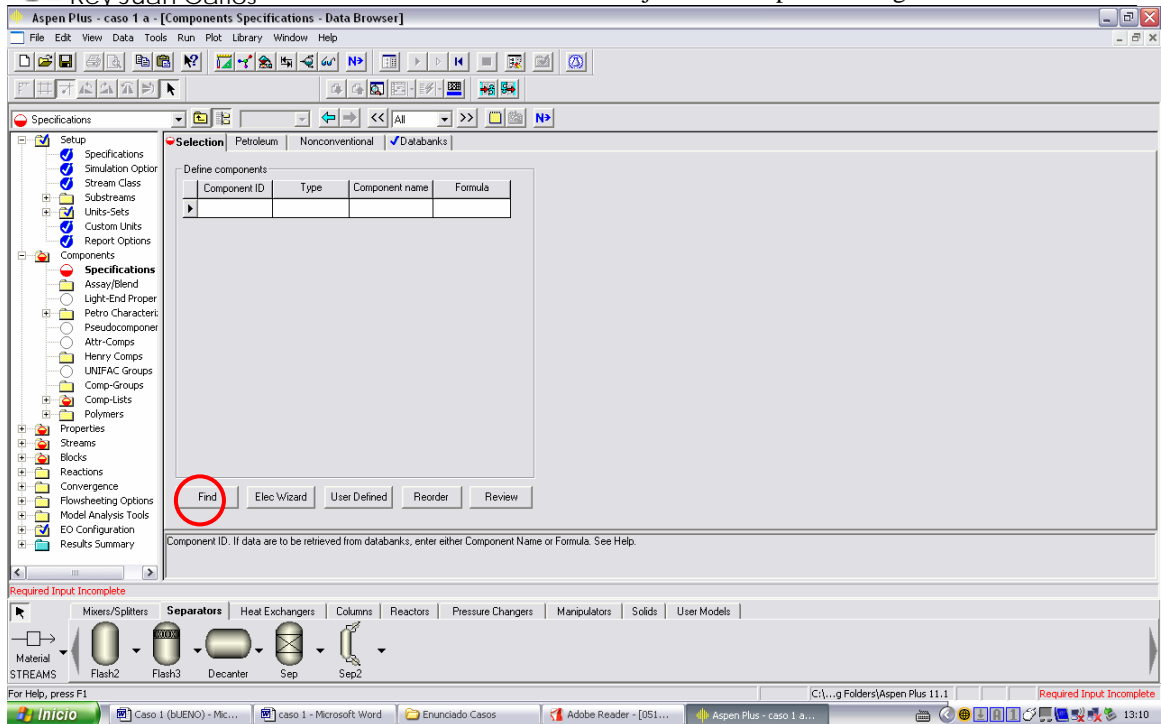 Rey Juan Carlos
Aspen Plus - caso 1 a - [Components Specifications - Data Browser]
File Edit View Data Tools Run Plot Library Window Help
N>
Specifications << All >> N>
Setup
Specifications
Simulation Option
Stream Class
Substreams
Units-Sets
Custom Units
Report Options
Components
Specifications
Assay/Blend
Light-End Proper
Petro Characteri:
Pseudocomponer
Attr-Comps
Henry Comps
UNIFAC Groups
Comp-Groups
Comp-Lists
Polymers
Properties
Streams
Blocks
Reactions
Convergence
Flowsheeting Options
Model Analysis Tools
EO Configuration
Results Summary
Selection Petroleum Nonconventional Databanks
Define components
Component ID Type Component name Formula
Find Elec Wizard User Defined Reorder Review
Component ID. If data are to be retrieved from databanks, enter either Component Name or Formula. See Help.
Required Input Incomplete
Mixers/Splitters Separators Heat Exchangers Columns Reactors Pressure Changers Manipulators Solids User Models
Material
STREAMS Flash2 Flash3 Decanter Sep Sep2
For Help, press F1 C:\...g Folders\Aspen Plus 11.1 Required Input Incomplete
Inicio Caso 1 (bUENO) - Mic... caso 1 - Microsoft Word Enunciado Casos Adobe Reader - [051... Aspen Plus - caso 1 a... 13:10